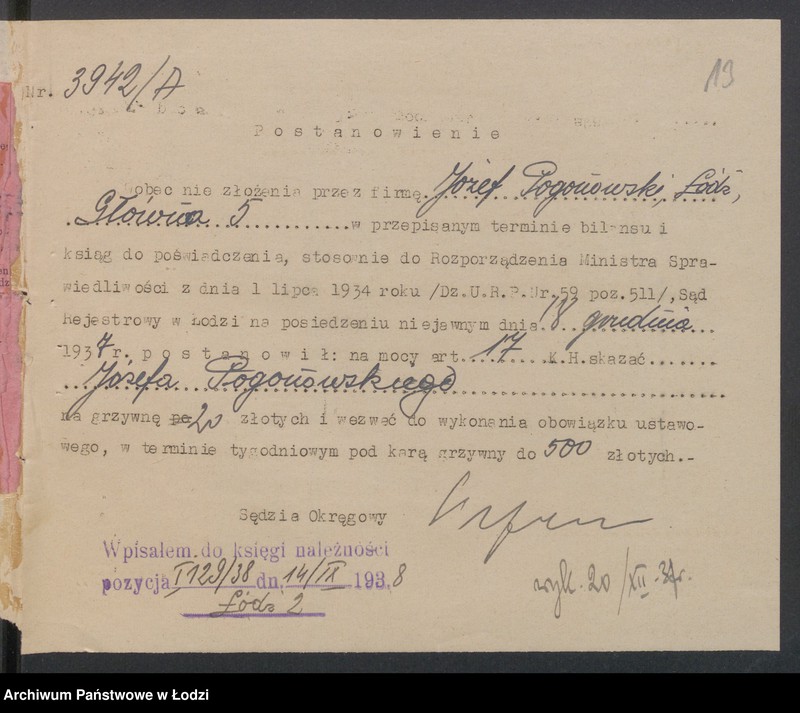 Nr. 3942/A
13
Postanowienie
Wobec nie złożenia przez firmę Józef Pogonowski, Łódź,
Główna 5 w przepisanym terminie bilansu i
ksiąg do poświadczenia, stosownie do Rozporządzenia Ministra Spra-
wiedliwości z dnia 1 lipca 1934 roku /Dz.U.R.P.Nr.59 poz.511/, Sąd
Rejestrowy w Łodzi na posiedzeniu niejawnym dnia 18 grudnia
1937 r. postanowił: na mocy art. 17 K.H. skazać
Józefa Pogonowskiego
na grzywnę 20 złotych i wezwać do wykonania obowiązku ustawo-
wego, w terminie tygodniowym pod karą grzywny do 500 złotych.-
Sędzia Okręgowy
Wpisałem do księgi należności
pozycja I 129/38 dn. 14/IX 1938
Łódź 2
wyk. 20/XII-37r.
Archiwum Państwowe w Łodzi